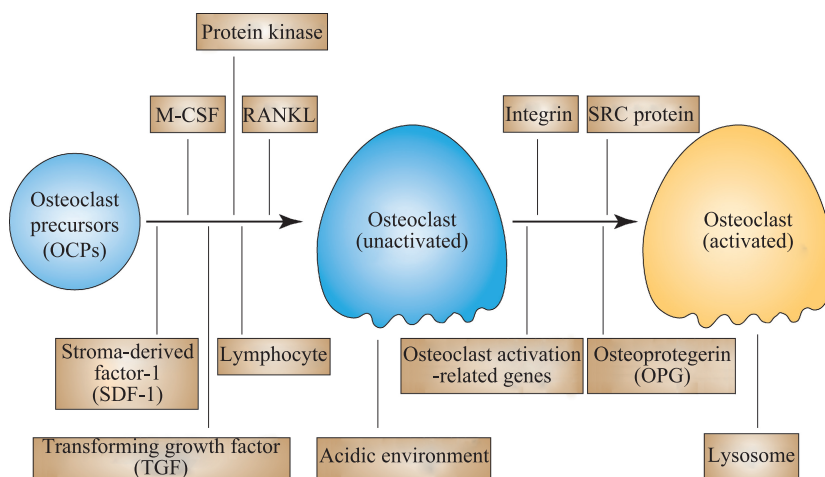 Protein kinase
M-CSF
RANKL
Integrin
SRC protein
Osteoclast
precursors
(OCPs)
Osteoclast
(unactivated)
Osteoclast
(activated)
Stroma-derived
factor-1
(SDF-1)
Lymphocyte
Osteoclast activation
-related genes
Osteoprotegerin
(OPG)
Transforming growth factor
(TGF)
Acidic environment
Lysosome